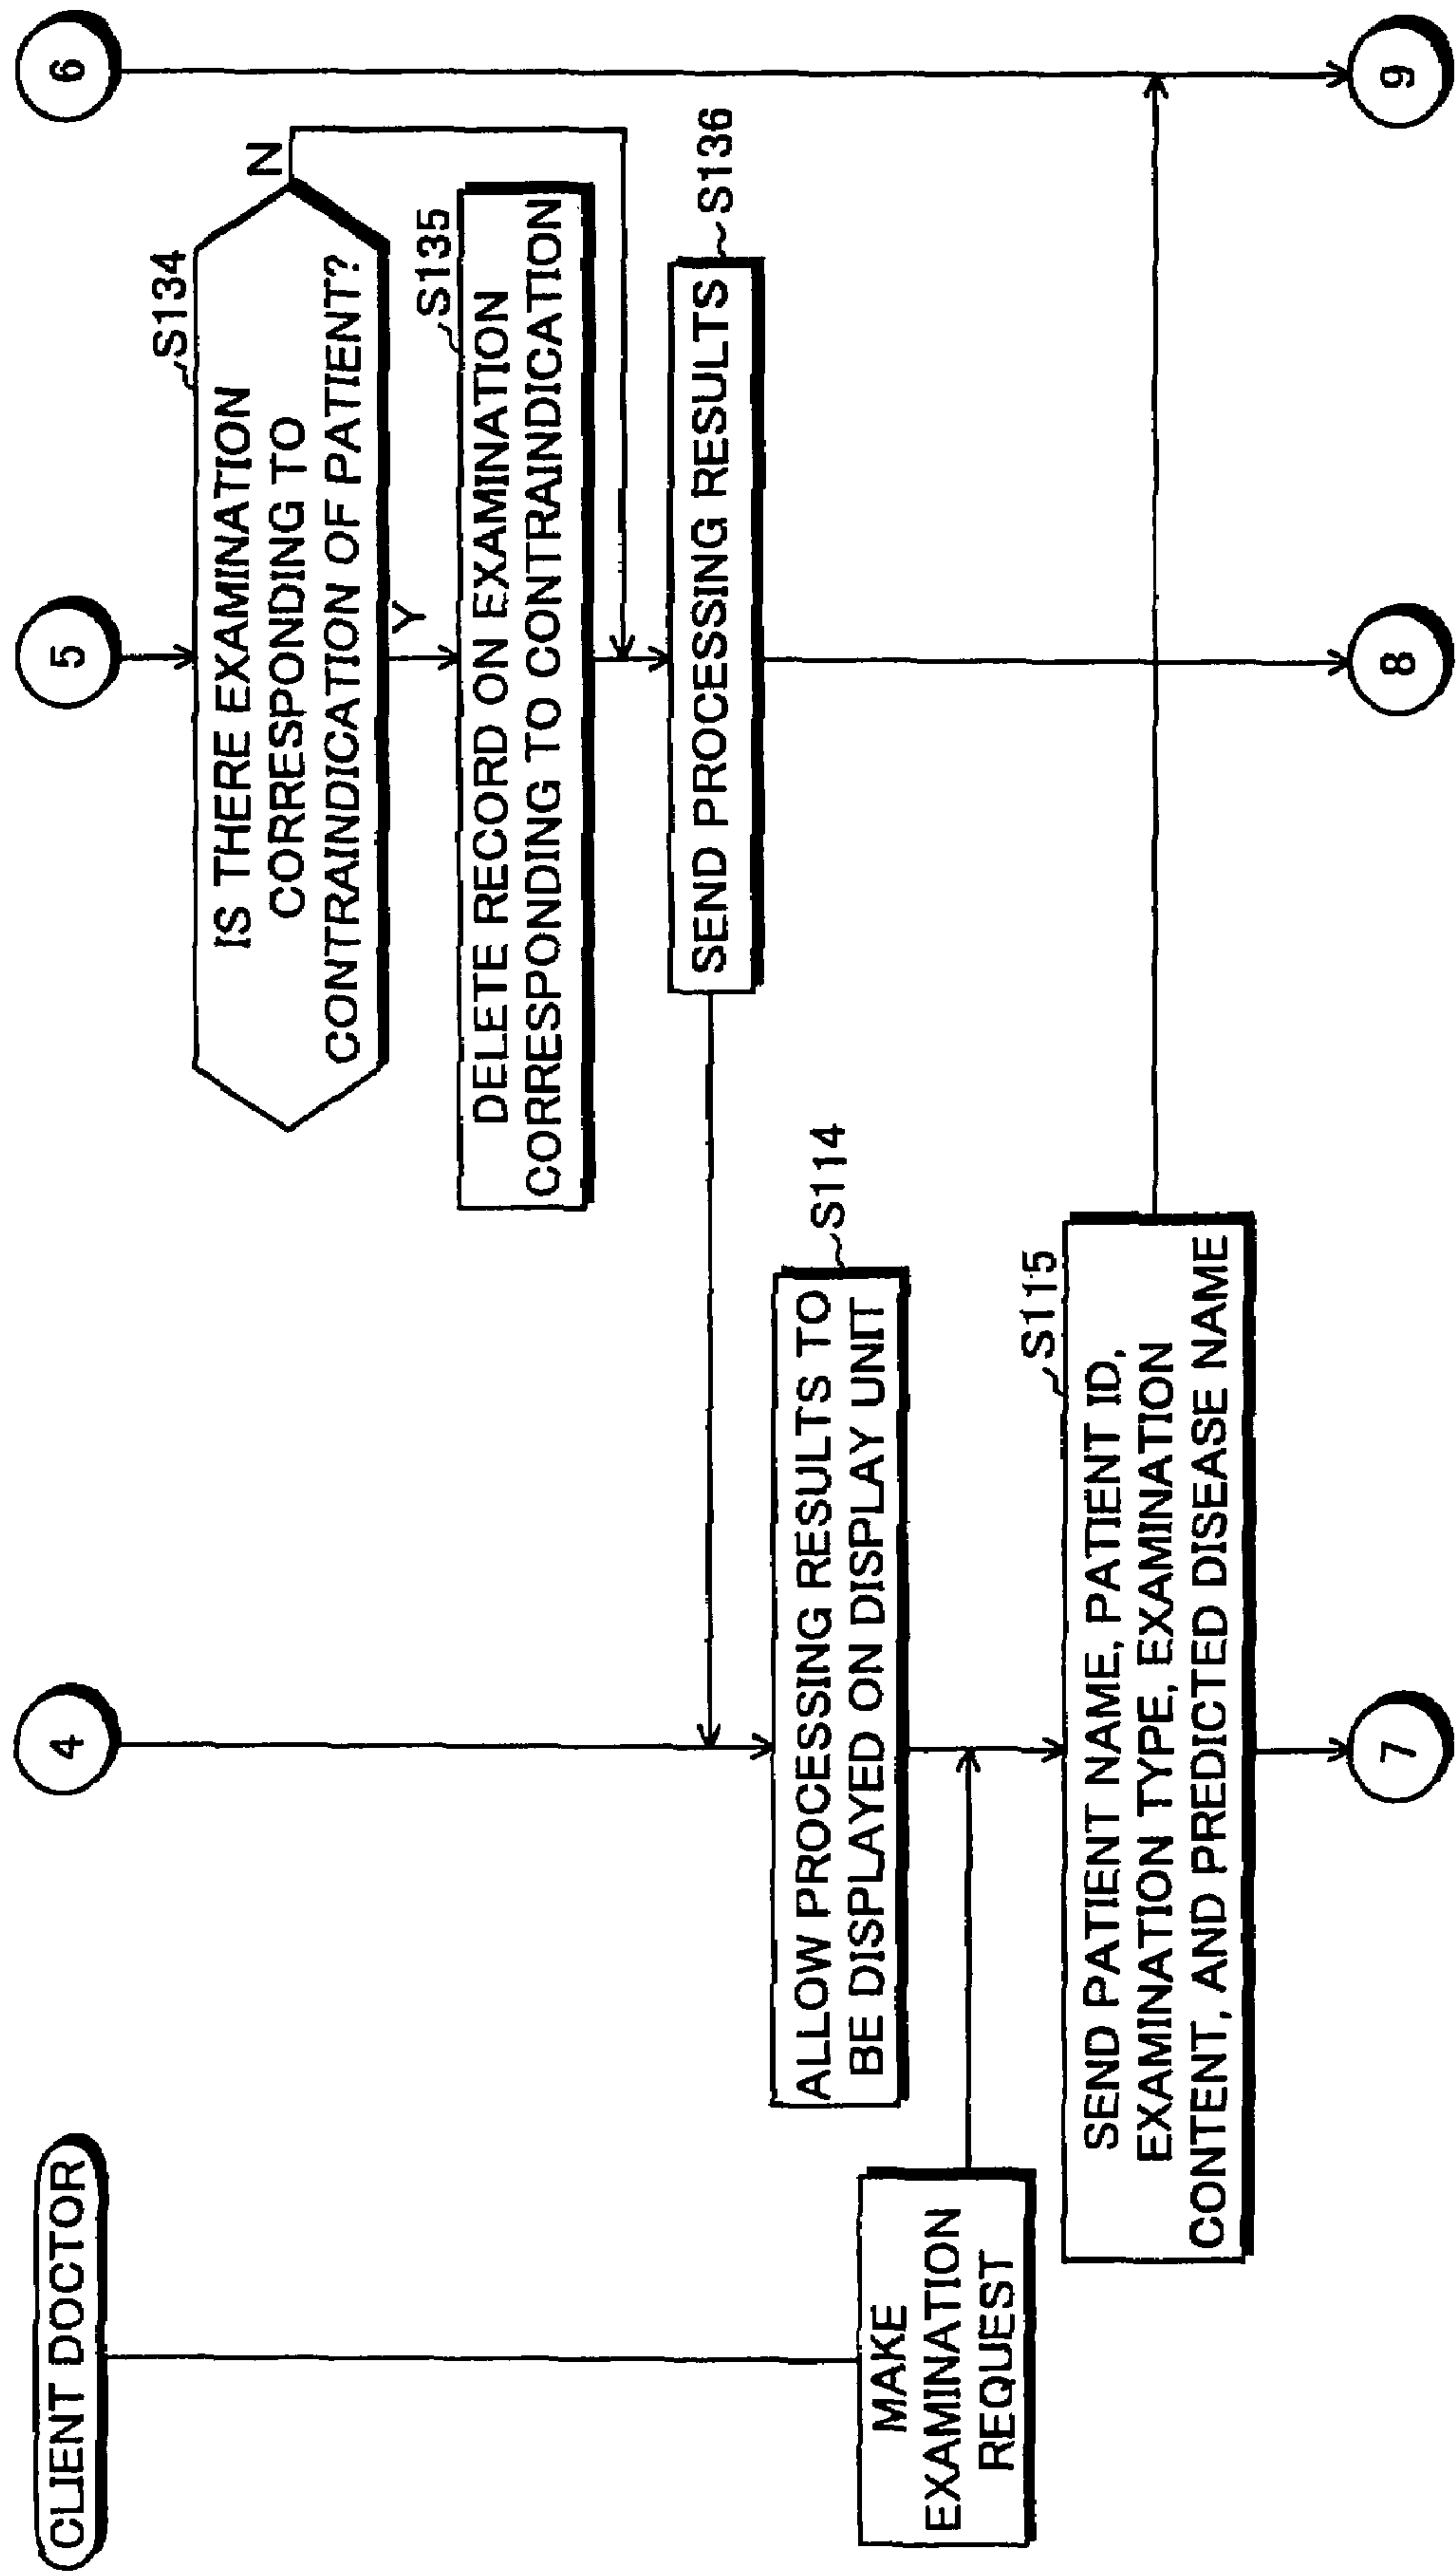 CLIENT DOCTOR
4
5
6
S134
IS THERE EXAMINATION
CORRESPONDING TO
CONTRAINDICATION OF PATIENT?
N
Y
S135
DELETE RECORD ON EXAMINATION
CORRESPONDING TO CONTRAINDICATION
SEND PROCESSING RESULTS
S136
ALLOW PROCESSING RESULTS TO
BE DISPLAYED ON DISPLAY UNIT
S114
MAKE
EXAMINATION
REQUEST
S115
SEND PATIENT NAME, PATIENT ID,
EXAMINATION TYPE, EXAMINATION
CONTENT, AND PREDICTED DISEASE NAME
7
8
9